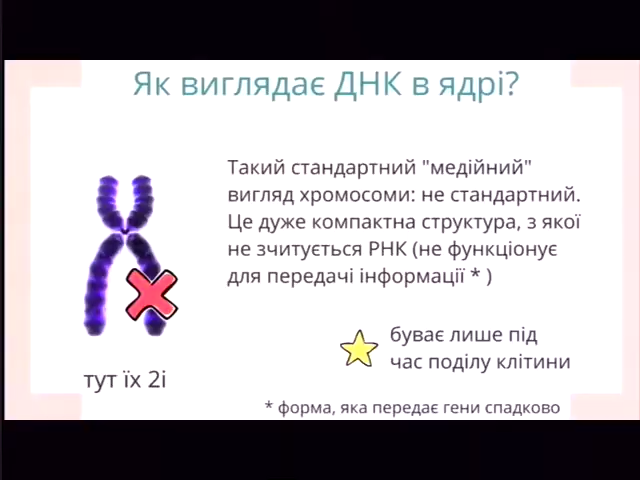 Як виглядає ДНК в ядрі?
Такий стандартний "медійний"
вигляд хромосоми: не стандартний.
Це дуже компактна структура, з якої
не зчитується РНК (не функціонує
для передачі інформації * )
буває лише під
час поділу клітини
тут їх 2і
* форма, яка передає гени спадково